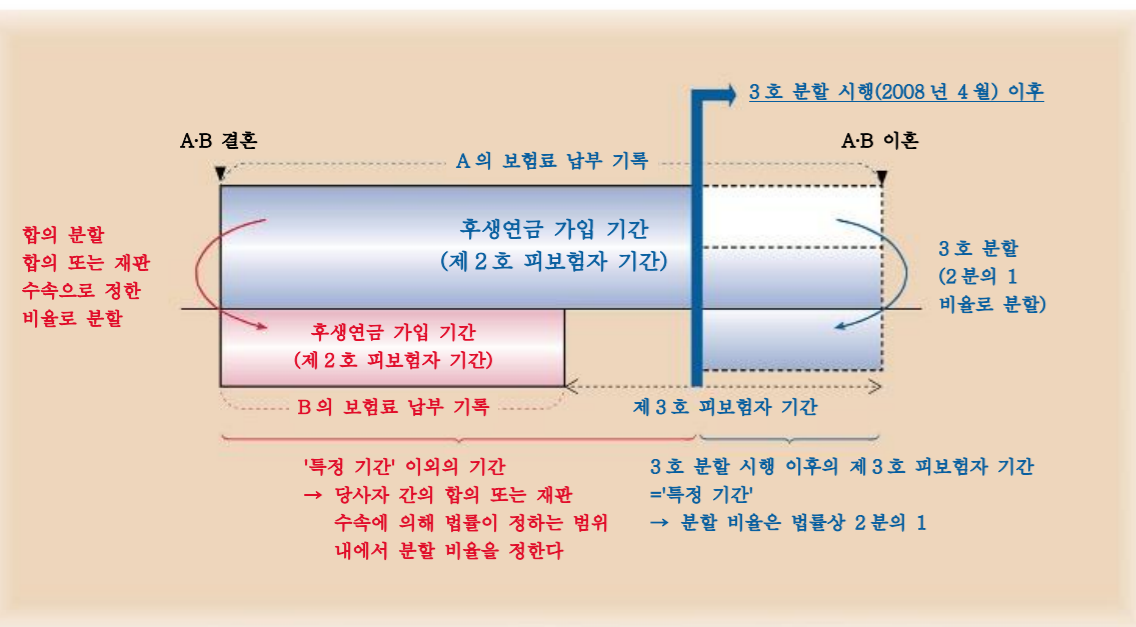 3호 분할 시행(2008년 4월) 이후
A·B 결혼
A·B 이혼
A의 보험료 납부 기록
후생연금 가입 기간
(제2호 피보험자 기간)
합의 분할
합의 또는 재판
수속으로 정한
비율로 분할
3호 분할
(2분의 1
비율로 분할)
후생연금 가입 기간
(제2호 피보험자 기간)
B의 보험료 납부 기록
제3호 피보험자 기간
'특정 기간' 이외의 기간
→ 당사자 간의 합의 또는 재판
수속에 의해 법률이 정하는 범위
내에서 분할 비율을 정한다
3호 분할 시행 이후의 제3호 피보험자 기간
='특정 기간'
→ 분할 비율은 법률상 2분의 1